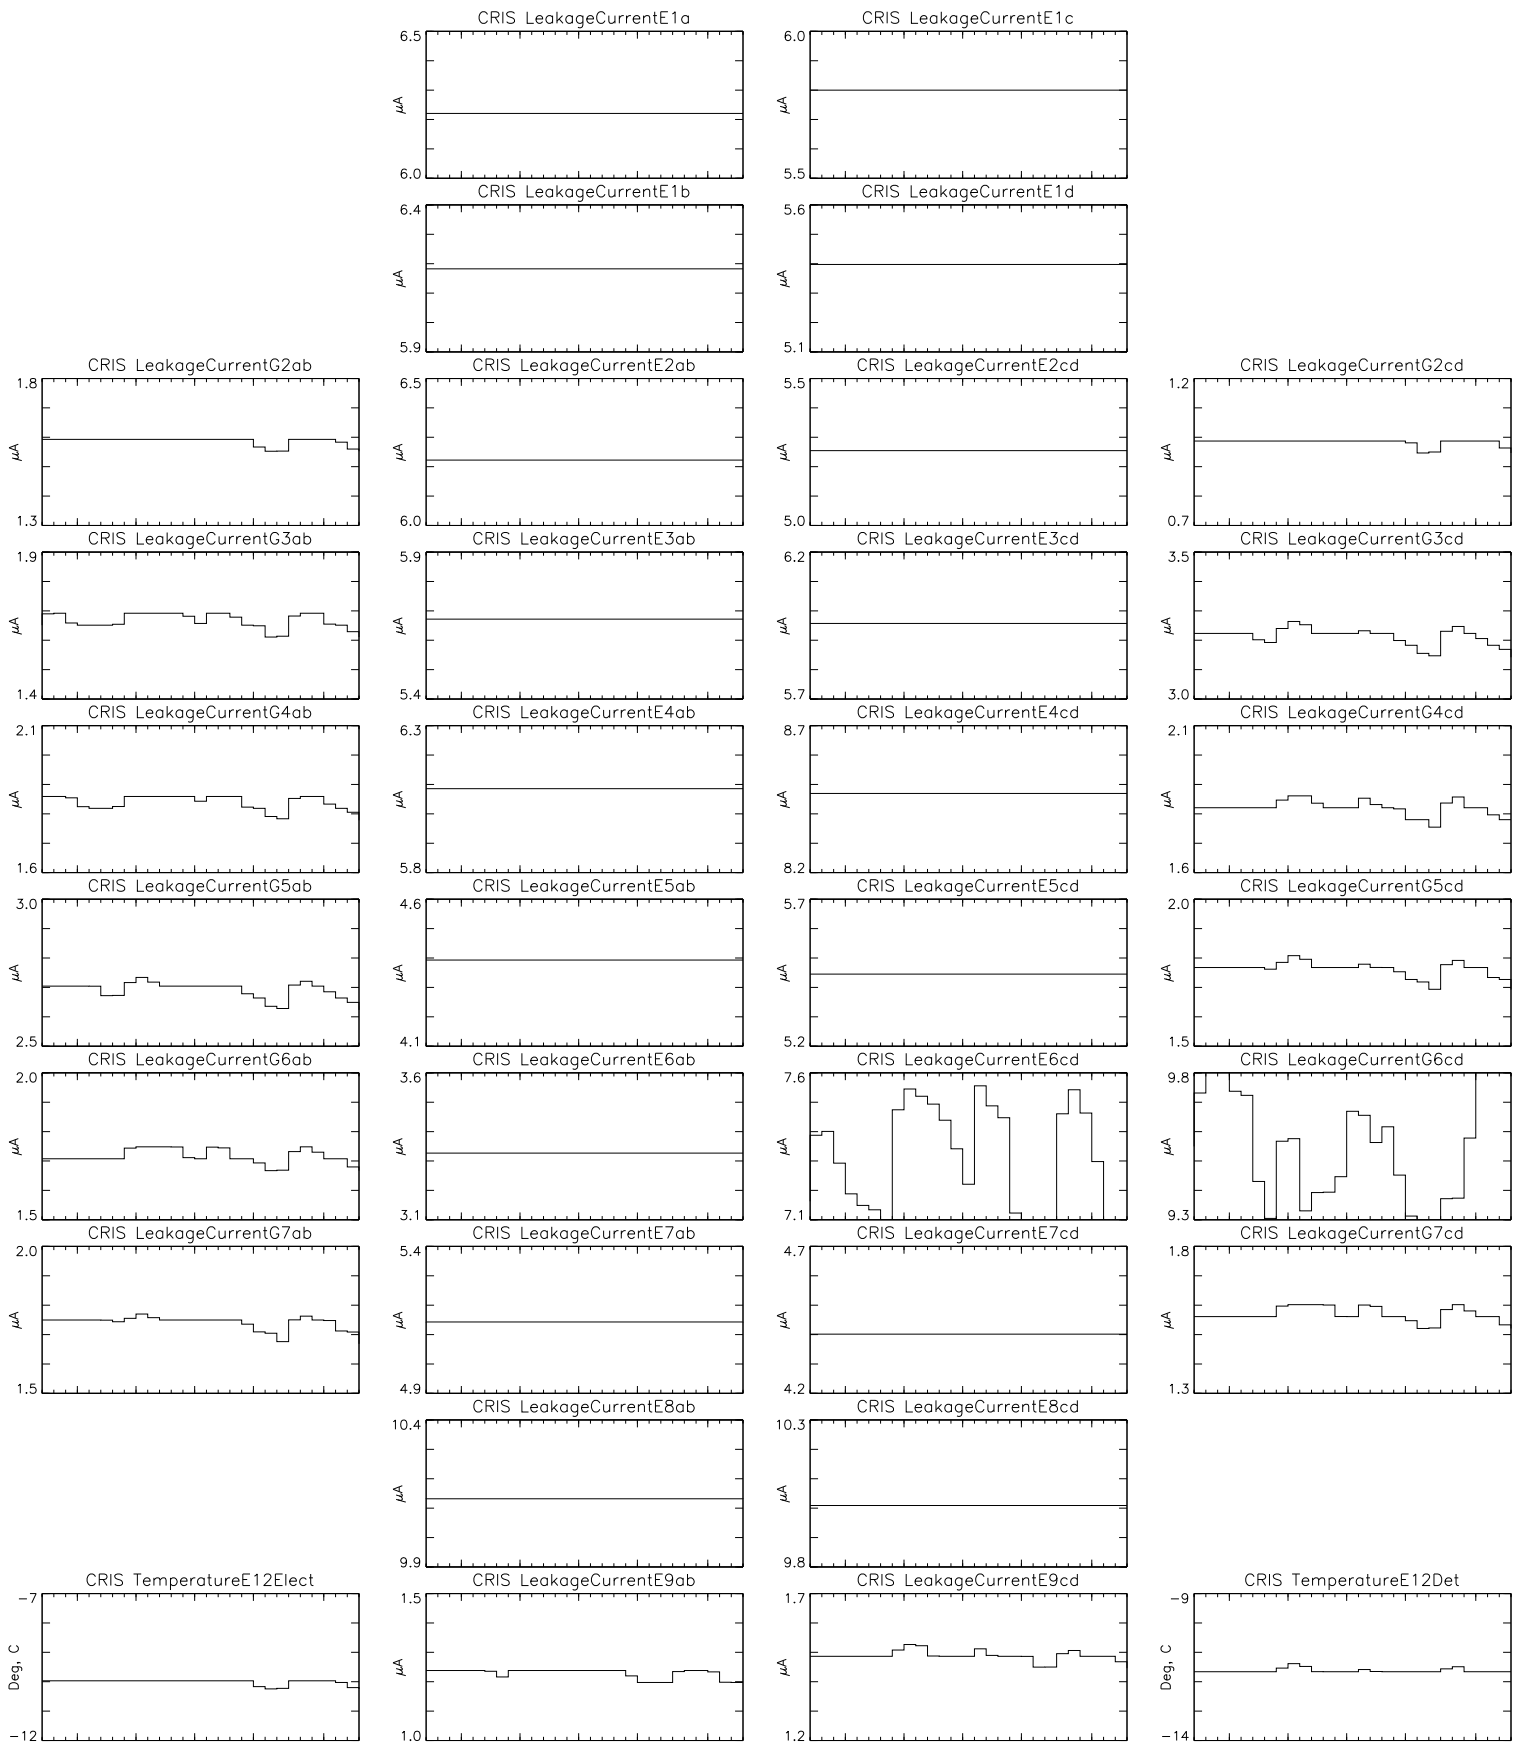 CRIS LeakageCurrentE1a
6.5
μA
6.0
CRIS LeakageCurrentE1c
6.0
μA
5.5
CRIS LeakageCurrentE1b
6.4
μA
5.9
CRIS LeakageCurrentE1d
5.6
μA
5.1
CRIS LeakageCurrentG2ab
1.8
μA
1.3
CRIS LeakageCurrentE2ab
6.5
μA
6.0
CRIS LeakageCurrentE2cd
5.5
μA
5.0
CRIS LeakageCurrentG2cd
1.2
μA
0.7
CRIS LeakageCurrentG3ab
1.9
μA
1.4
CRIS LeakageCurrentE3ab
5.9
μA
5.4
CRIS LeakageCurrentE3cd
6.2
μA
5.7
CRIS LeakageCurrentG3cd
3.5
μA
3.0
CRIS LeakageCurrentG4ab
2.1
μA
1.6
CRIS LeakageCurrentE4ab
6.3
μA
5.8
CRIS LeakageCurrentE4cd
8.7
μA
8.2
CRIS LeakageCurrentG4cd
2.1
μA
1.6
CRIS LeakageCurrentG5ab
3.0
μA
2.5
CRIS LeakageCurrentE5ab
4.6
μA
4.1
CRIS LeakageCurrentE5cd
5.7
μA
5.2
CRIS LeakageCurrentG5cd
2.0
μA
1.5
CRIS LeakageCurrentG6ab
2.0
μA
1.5
CRIS LeakageCurrentE6ab
3.6
μA
3.1
CRIS LeakageCurrentE6cd
7.6
μA
7.1
CRIS LeakageCurrentG6cd
9.8
μA
9.3
CRIS LeakageCurrentG7ab
2.0
μA
1.5
CRIS LeakageCurrentE7ab
5.4
μA
4.9
CRIS LeakageCurrentE7cd
4.7
μA
4.2
CRIS LeakageCurrentG7cd
1.8
μA
1.3
CRIS LeakageCurrentE8ab
10.4
μA
9.9
CRIS LeakageCurrentE8cd
10.3
μA
9.8
CRIS TemperatureE12Elect
-7
Deg, C
-12
CRIS LeakageCurrentE9ab
1.5
μA
1.0
CRIS LeakageCurrentE9cd
1.7
μA
1.2
CRIS TemperatureE12Det
-9
Deg, C
-14